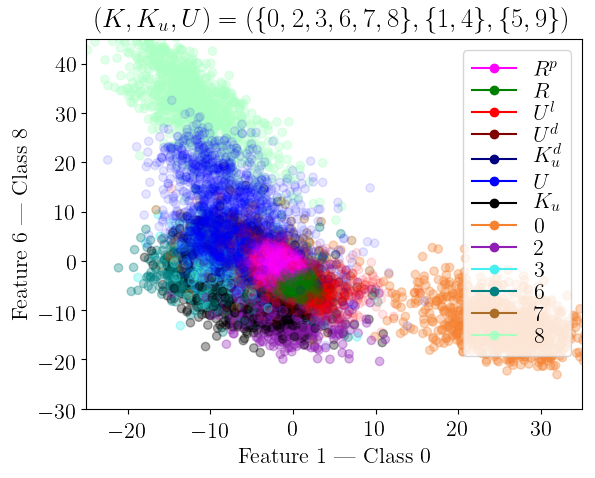 (K, K_u, U) = ({0, 2, 3, 6, 7, 8}, {1, 4}, {5, 9})
40
30
20
10
0
−10
−20
−30
Feature 6 — Class 8
R^p
R
U^l
U^d
K_u^d
U
K_u
0
2
3
6
7
8
−20 −10 0 10 20 30
Feature 1 — Class 0